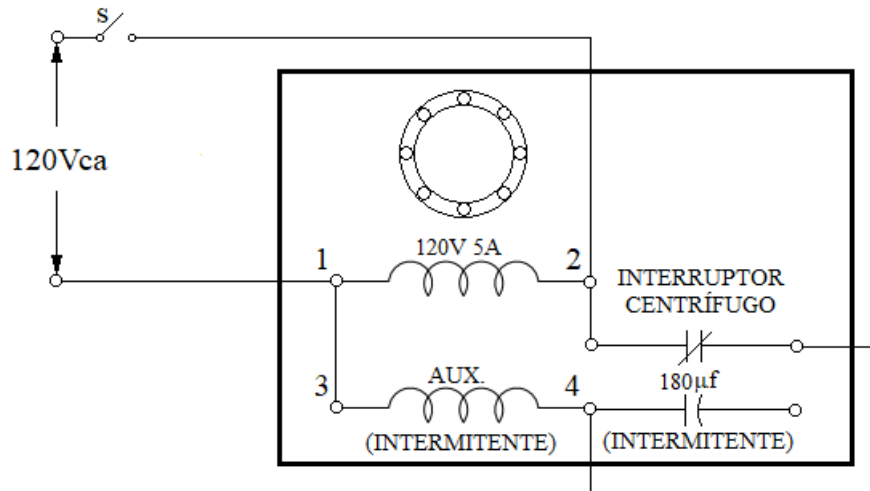 S
120Vca
120V 5A
1
2
INTERRUPTOR
CENTRÍFUGO
3
AUX.
4
180µf
(INTERMITENTE)
(INTERMITENTE)